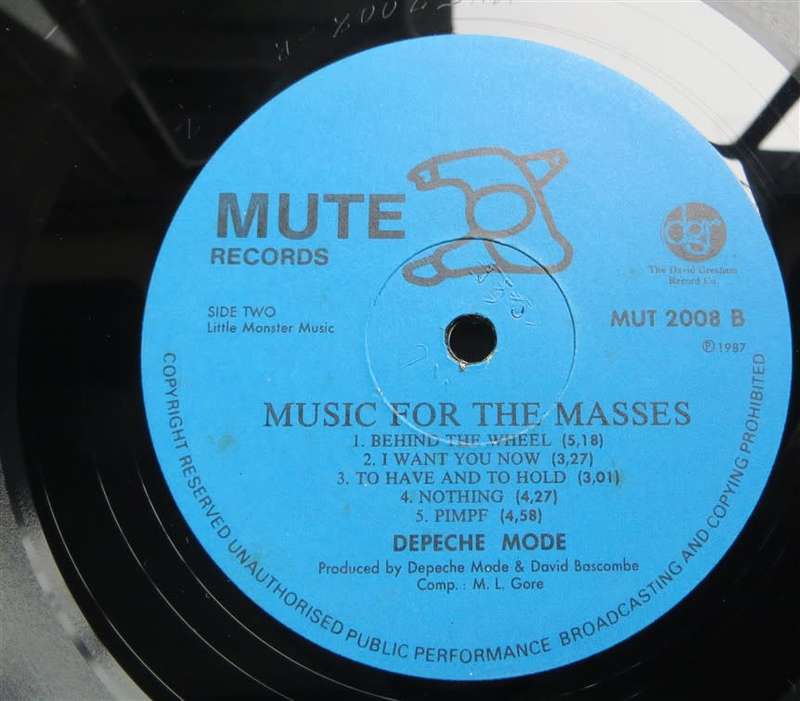 MUTE
RECORDS
dgr
The David Gresham
Record Co.
SIDE TWO
Little Monster Music
MUT 2008 B
℗1987
MUSIC FOR THE MASSES
1. BEHIND THE WHEEL (5,18)
2. I WANT YOU NOW (3,27)
3. TO HAVE AND TO HOLD (3,01)
4. NOTHING (4,27)
5. PIMPF (4,58)
DEPECHE MODE
Produced by Depeche Mode & David Bascombe
Comp.: M. L. Gore
COPYRIGHT RESERVED UNAUTHORISED PUBLIC PERFORMANCE BROADCASTING AND COPYING PROHIBITED